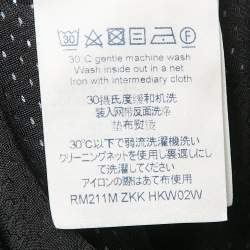 30°C gentle machine wash
Wash inside out in a net
Iron with intermediary cloth
30摄氏度缓和机洗
装入网带反面洗涤
垫布熨烫
30℃以下で弱流洗濯機洗い
クリーニングネットを使用し裏返しにし
て洗濯してください
アイロンの際はあて布使用
RM211M ZKK HKW02W